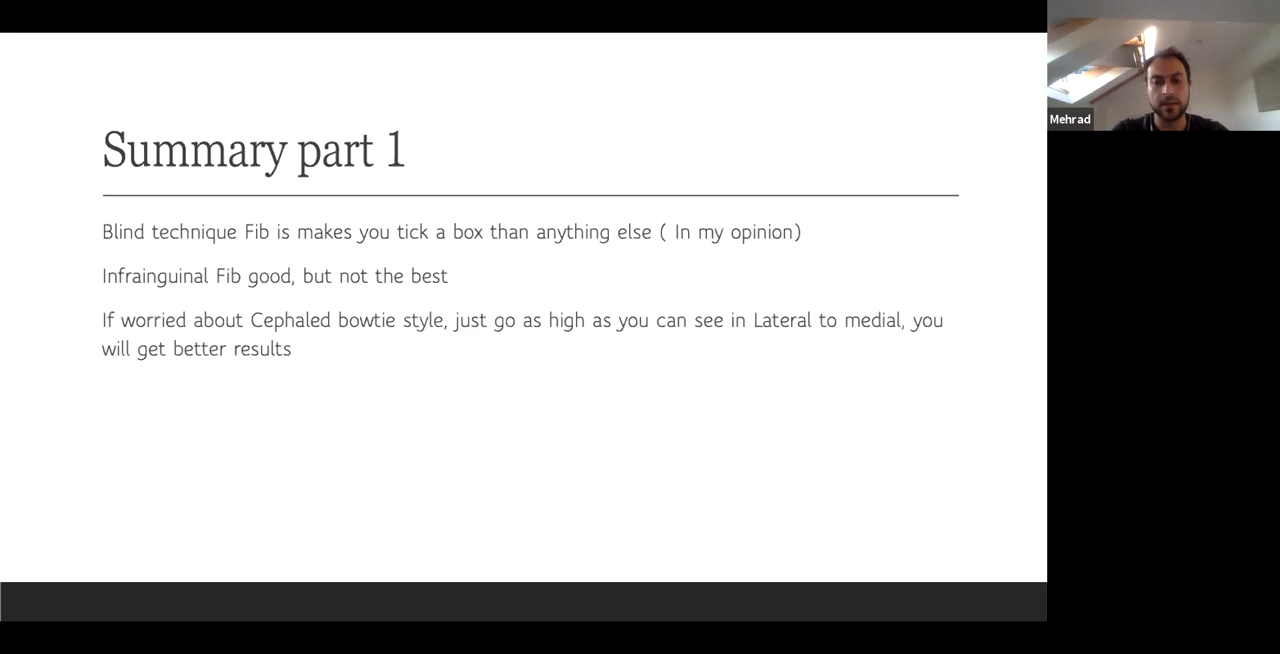 Summary part 1
Blind technique Fib is makes you tick a box than anything else ( In my opinion)
Infrainguinal Fib good, but not the best
If worried about Cephaled bowtie style, just go as high as you can see in Lateral to medial, you
will get better results
Mehrad